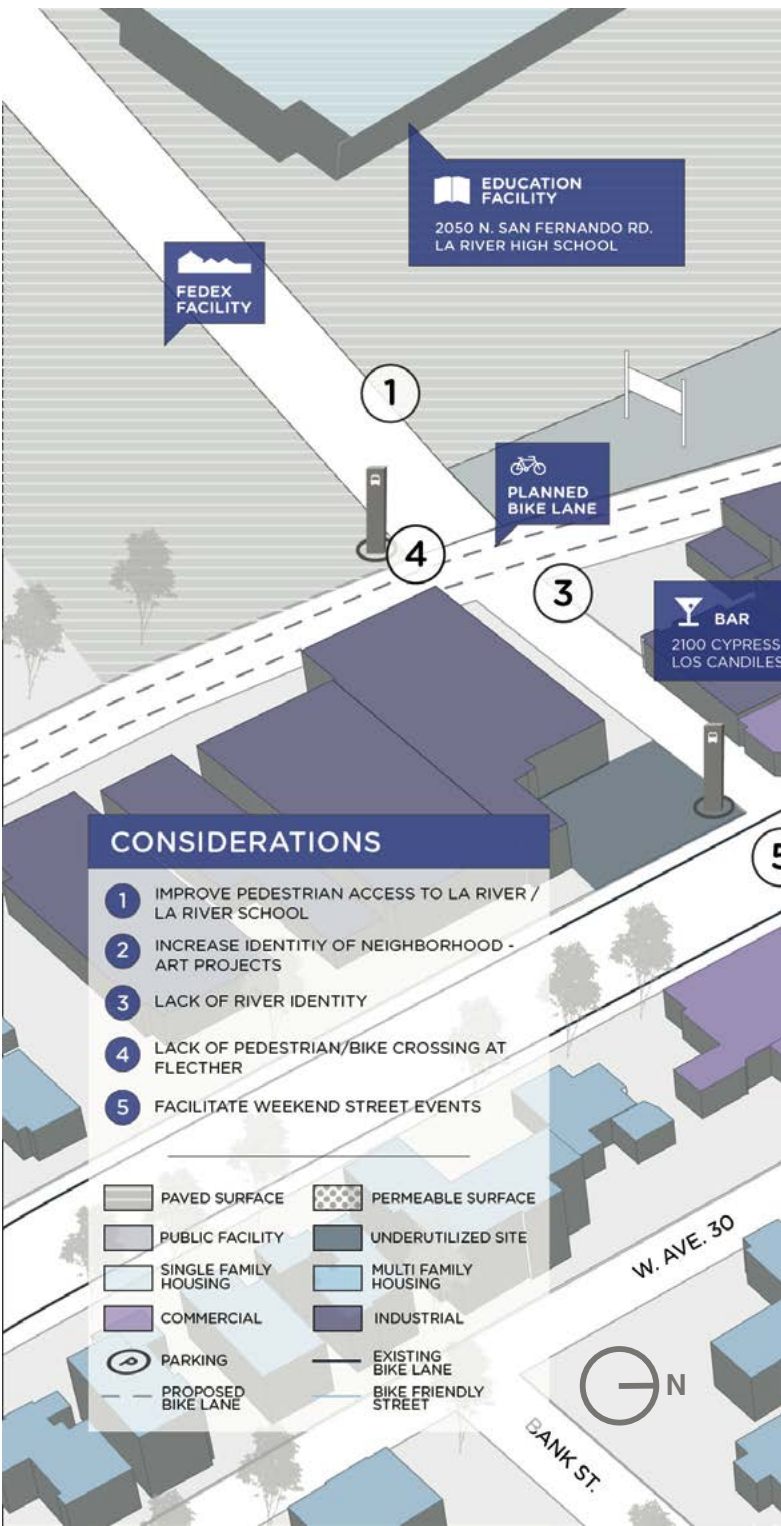 EDUCATION
FACILITY
2050 N. SAN FERNANDO RD.
LA RIVER HIGH SCHOOL
FEDEX
FACILITY
1
PLANNED
BIKE LANE
4
3
BAR
2100 CYPRESS
LOS CANDILES
5
CONSIDERATIONS
1 IMPROVE PEDESTRIAN ACCESS TO LA RIVER /
LA RIVER SCHOOL
2 INCREASE IDENTITIY OF NEIGHBORHOOD -
ART PROJECTS
3 LACK OF RIVER IDENTITY
4 LACK OF PEDESTRIAN/BIKE CROSSING AT
FLECTHER
5 FACILITATE WEEKEND STREET EVENTS
PAVED SURFACE
PERMEABLE SURFACE
PUBLIC FACILITY
UNDERUTILIZED SITE
SINGLE FAMILY
HOUSING
MULTI FAMILY
HOUSING
COMMERCIAL
INDUSTRIAL
P PARKING
EXISTING
BIKE LANE
PROPOSED
BIKE LANE
BIKE FRIENDLY
STREET
W. AVE. 30
N
BANK ST.